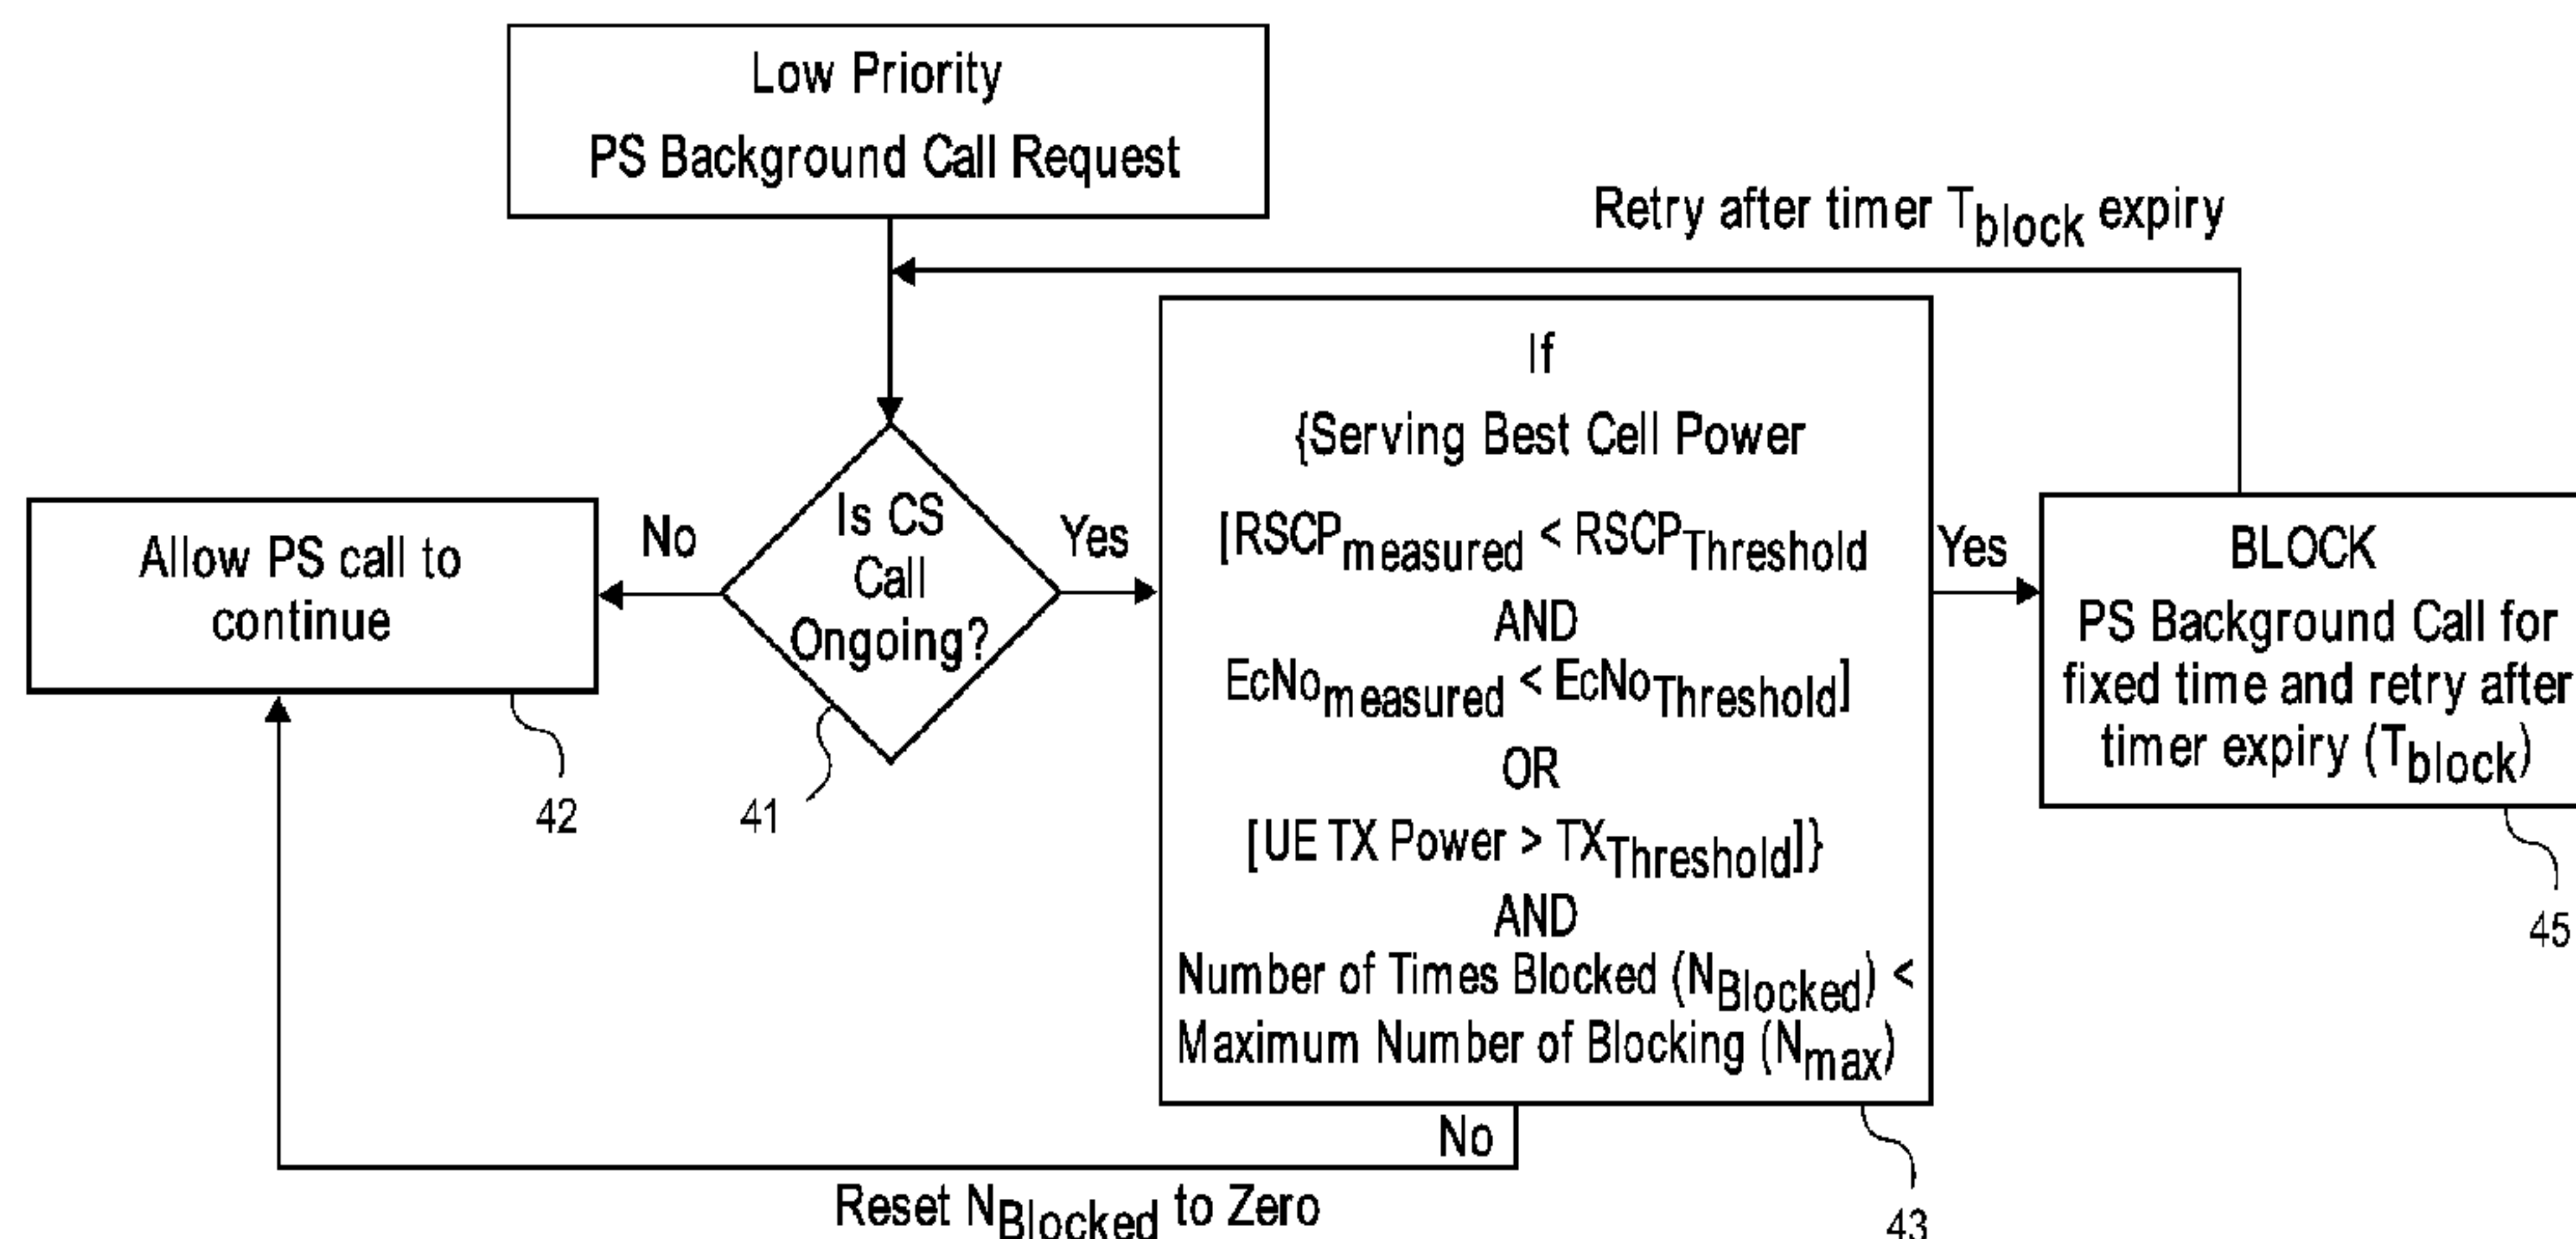 Low Priority
PS Background Call Request
Retry after timer Tblock expiry
If
{Serving Best Cell Power
[RSCPmeasured < RSCPThreshold
AND
EcNomeasured < EcNoThreshold]
OR
[UE TX Power > TXThreshold]}
AND
Number of Times Blocked (NBlocked) <
Maximum Number of Blocking (Nmax)
Is CS
Call
Ongoing?
No
Yes
Allow PS call to
continue
Yes
BLOCK
PS Background Call for
fixed time and retry after
timer expiry (Tblock)
42
41
45
No
Reset NBlocked to Zero
43